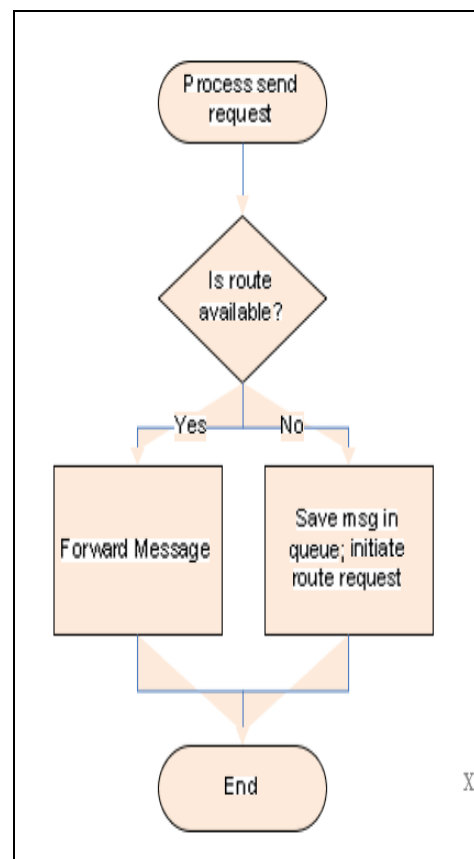 Process send
request
Is route
available?
Yes
No
Forward Message
Save msg in
queue; initiate
route request
End
X